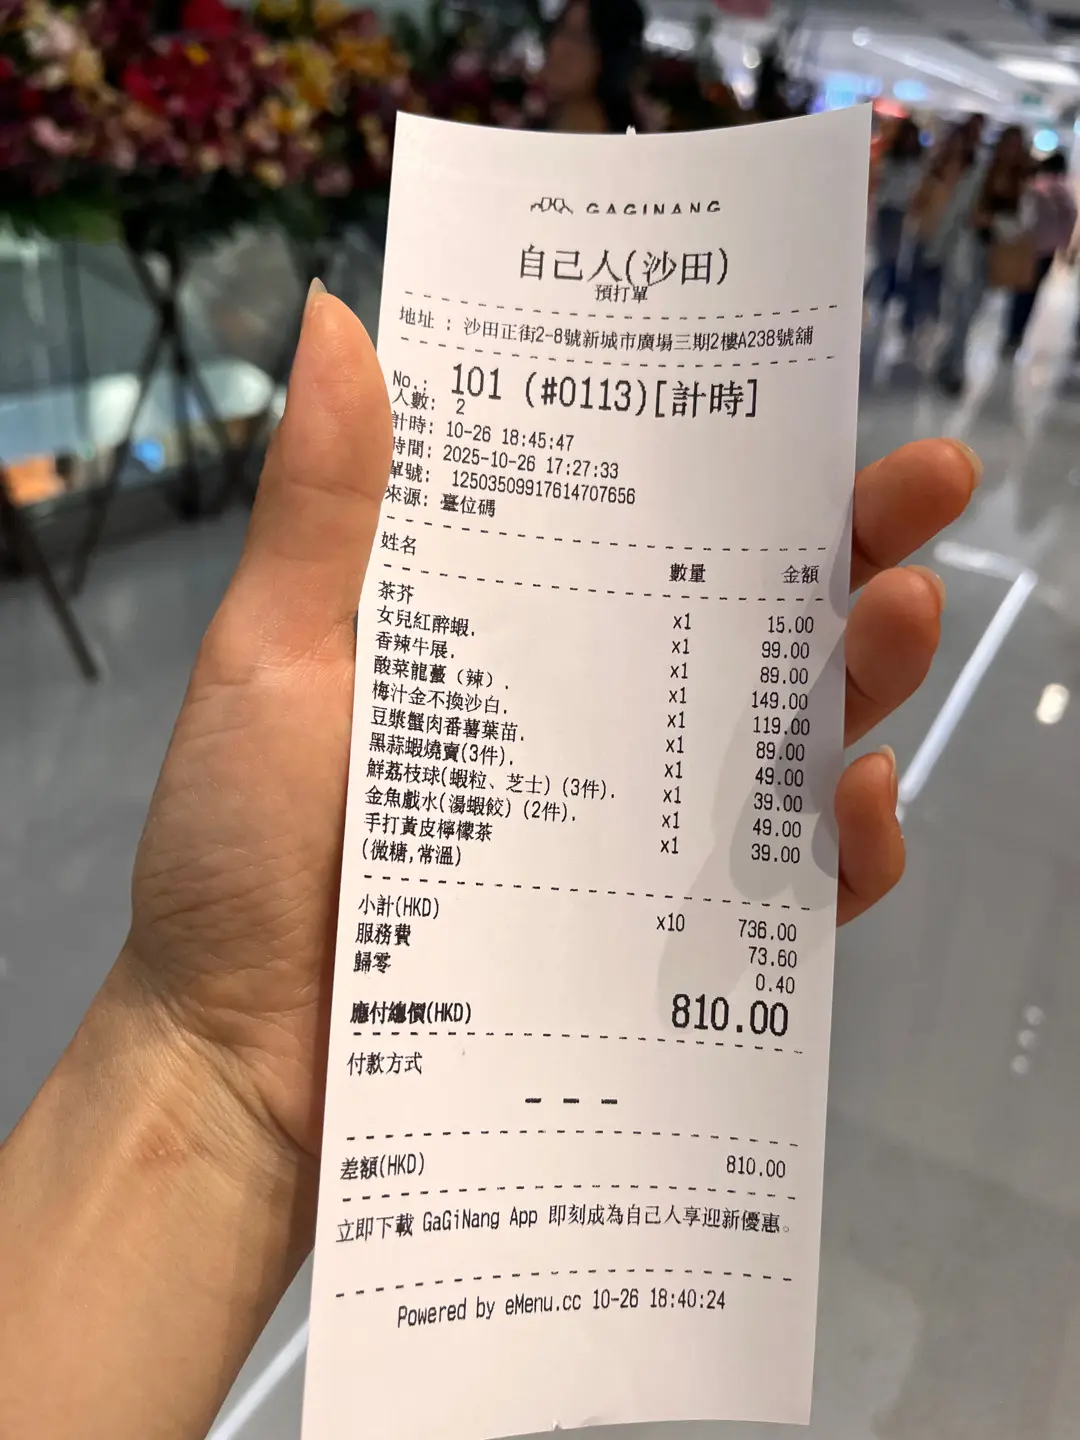 GAGINANG
自己人(沙田)
預打單
地址 : 沙田正街2-8號新城市廣場三期2樓A238號舖
No.: 101 (#0113)[計時]
人數: 2
計時: 10-26 18:45:47
時間: 2025-10-26 17:27:33
單號: 12503509917614707656
來源: 臺位碼
姓名 數量 金額
茶芥 x1 15.00
女兒紅醉蝦. x1 99.00
香辣牛展. x1 89.00
酸菜龍躉（辣）. x1 149.00
梅汁金不換沙白. x1 119.00
豆漿蟹肉番薯葉苗. x1 89.00
黑蒜蝦燒賣(3件). x1 49.00
鮮荔枝球(蝦粒、芝士)(3件). x1 39.00
金魚戲水(湯蝦餃)(2件). x1 49.00
手打黃皮檸檬茶 x1 39.00
(微糖,常溫)
小計(HKD) x10 736.00
服務費 73.60
歸零 0.40
應付總價(HKD) 810.00
付款方式
---
差額(HKD) 810.00
立即下載 GaGiNang App 即刻成為自己人享迎新優惠。
Powered by eMenu.cc 10-26 18:40:24